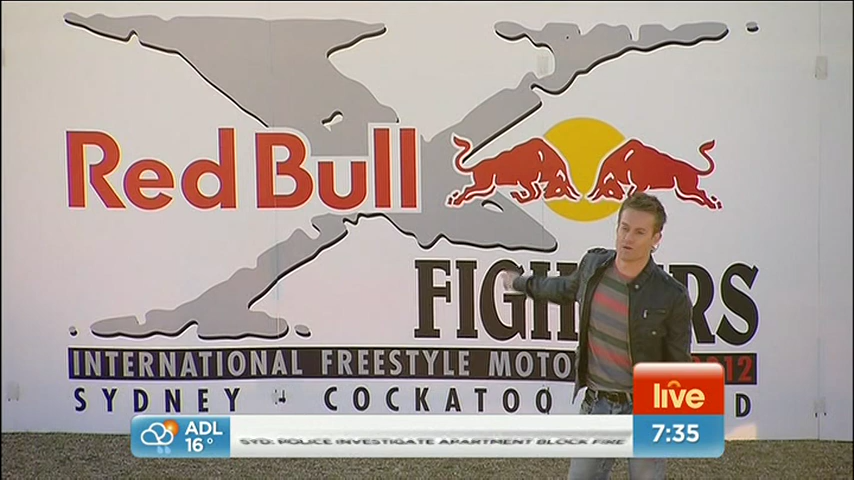 Red Bull
FIGH ERS
INTERNATIONAL FREESTYLE MOTO 2012
SYDNEY - COCKATOO D
live
ADL
16°
SYD: POLICE INVESTIGATE APARTMENT BLOCK FIRE
7:35